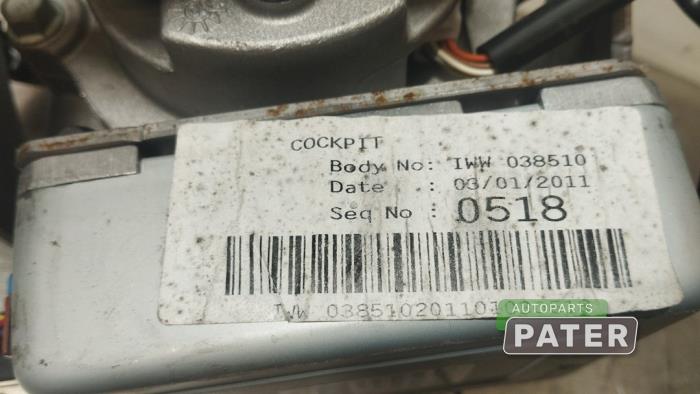 COCKPIT
Body No: IWW 038510
Date : 03/01/2011
Seq No : 0518
AUTOPARTS
PATER